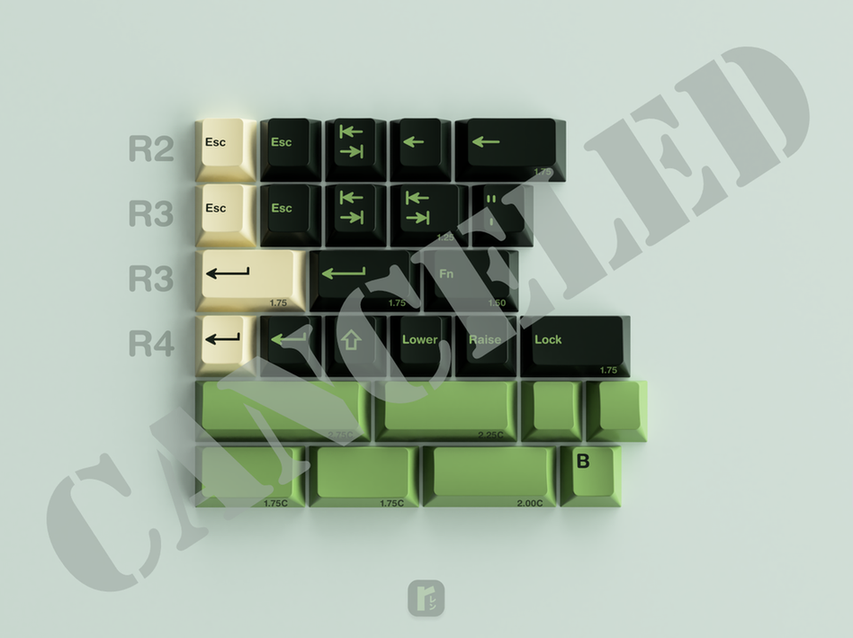 R2 Esc Esc
1.75
R3 Esc Esc "
1.25 '
R3 Fn
1.75 1.75 1.50
R4 Lower Raise Lock
1.75
2.25C
B
1.75C 1.75C 2.00C
CANCELED
r